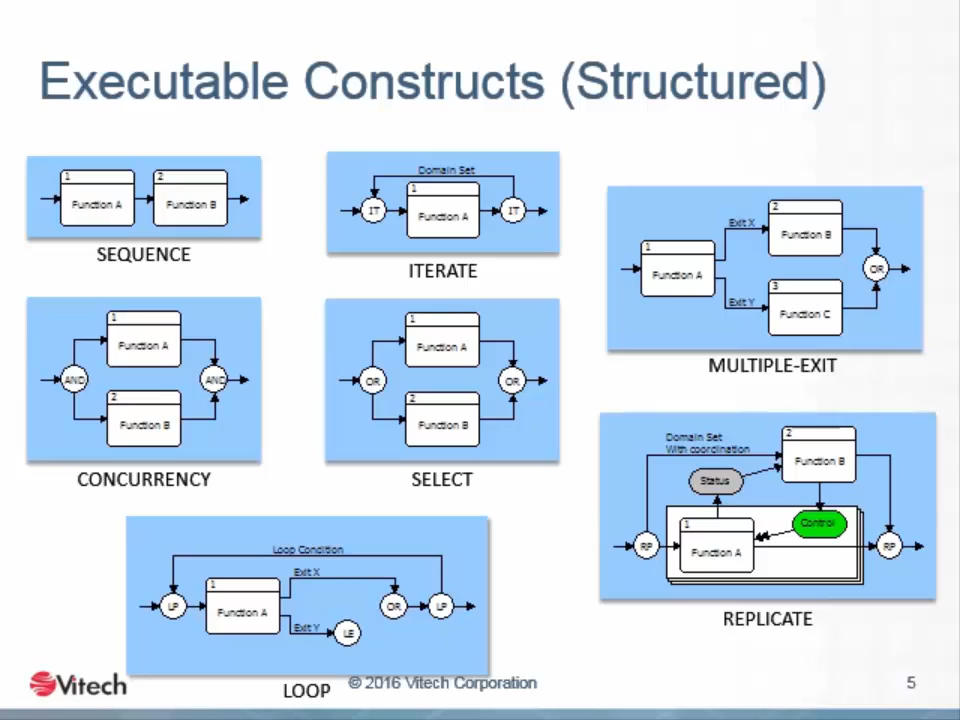 Executable Constructs (Structured)
1
Function A
2
Function B
SEQUENCE
Domain Set
IT
1
Function A
IT
ITERATE
1
Function A
Exit X
Exit Y
2
Function B
3
Function C
OR
MULTIPLE-EXIT
AND
1
Function A
2
Function B
AND
CONCURRENCY
OR
1
Function A
2
Function B
OR
SELECT
Domain Set
With coordination
2
Function B
Status
Control
RP
1
Function A
RP
REPLICATE
Loop Condition
LP
1
Function A
Exit X
Exit Y
LE
OR
LP
LOOP
Vitech
© 2016 Vitech Corporation
5